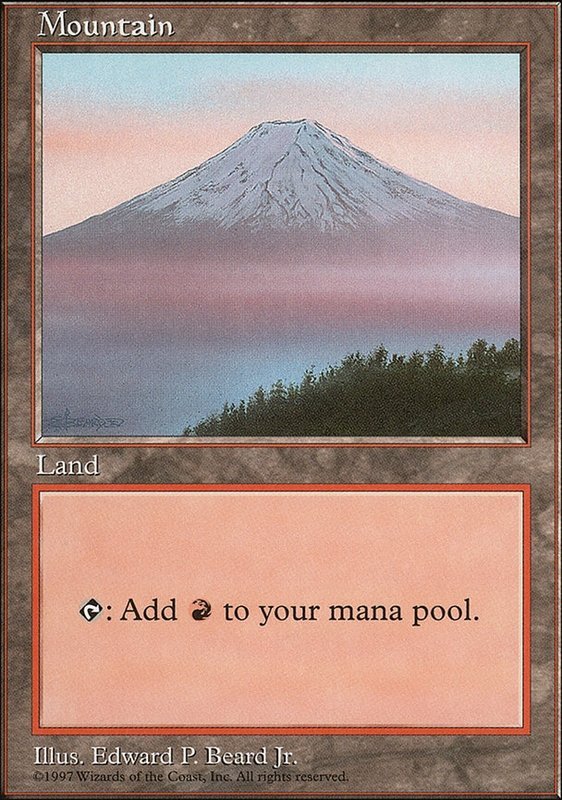 Mountain
E. BEARD ©
Land
: Add to your mana pool.
Illus. Edward P. Beard Jr.
©1997 Wizards of the Coast, Inc. All rights reserved.